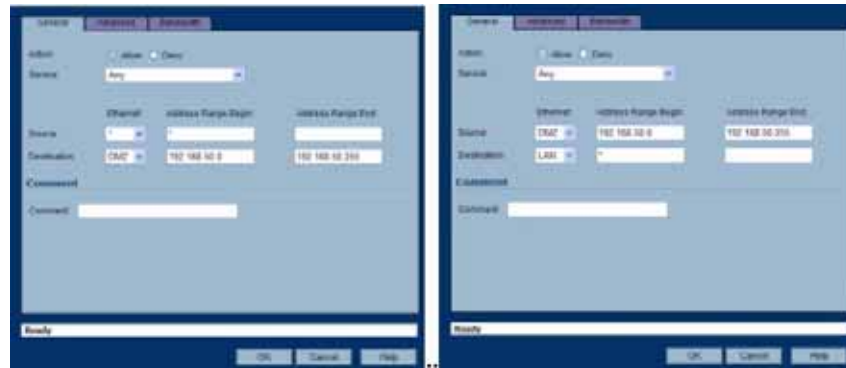 General Advanced Bandwidth
Action: Allow Deny
Service: Any
Ethernet Address Range Begin Address Range End
Source * *
Destination DMZ 192.168.50.0 192.168.50.255
Comment
Comment:
Ready
OK Cancel Help
..
General Advanced Bandwidth
Action: Allow Deny
Service: Any
Ethernet Address Range Begin Address Range End
Source DMZ 192.168.50.0 192.168.50.255
Destination LAN *
Comment
Comment:
Ready
OK Cancel Help